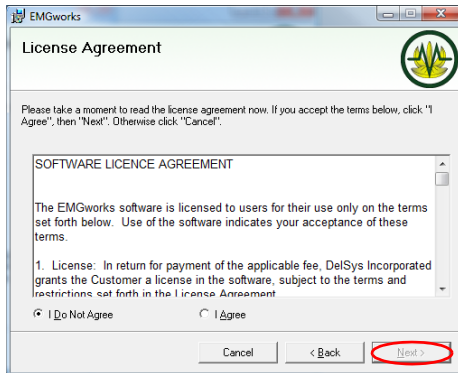 EMGworks
License Agreement
Please take a moment to read the license agreement now. If you accept the terms below, click "I
Agree", then "Next". Otherwise click "Cancel".
SOFTWARE LICENCE AGREEMENT
The EMGworks software is licensed to users for their use only on the terms
set forth below. Use of the software indicates your acceptance of these
terms.
1. License: In return for payment of the applicable fee, DelSys Incorporated
grants the Customer a license in the software, subject to the terms and
restrictions set forth in the License Agreement
I Do Not Agree
I Agree
Cancel
< Back
Next >